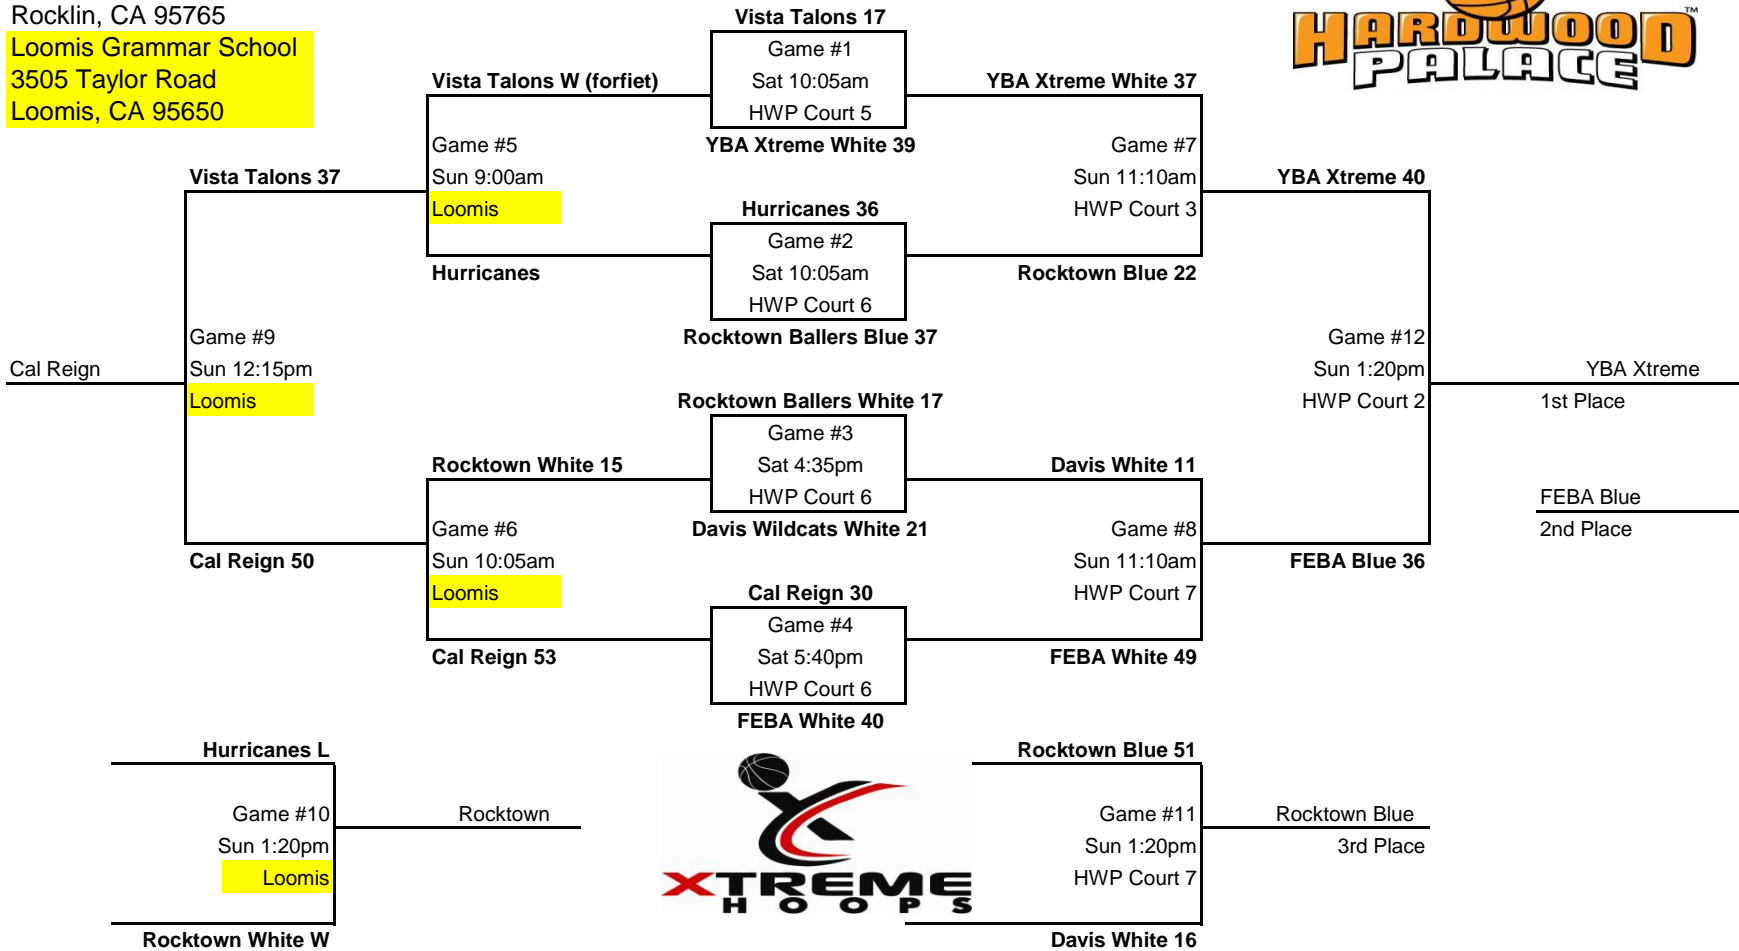 Rocklin, CA 95765
Loomis Grammar School
3505 Taylor Road
Loomis, CA 95650
HARDWOOD
PALACE
TM
Vista Talons 17
Game #1
Sat 10:05am
HWP Court 5
YBA Xtreme White 39
Vista Talons W (forfiet)
Game #5
Sun 9:00am
Loomis
Hurricanes
YBA Xtreme White 37
Game #7
Sun 11:10am
HWP Court 3
Rocktown Blue 22
Hurricanes 36
Game #2
Sat 10:05am
HWP Court 6
Rocktown Ballers Blue 37
Vista Talons 37
Game #9
Sun 12:15pm
Loomis
Cal Reign 50
Cal Reign
YBA Xtreme 40
Game #12
Sun 1:20pm
HWP Court 2
FEBA Blue 36
YBA Xtreme
1st Place
FEBA Blue
2nd Place
Rocktown Ballers White 17
Game #3
Sat 4:35pm
HWP Court 6
Davis Wildcats White 21
Rocktown White 15
Game #6
Sun 10:05am
Loomis
Cal Reign 53
Davis White 11
Game #8
Sun 11:10am
HWP Court 7
FEBA White 49
Cal Reign 30
Game #4
Sat 5:40pm
HWP Court 6
FEBA White 40
Hurricanes L
Game #10
Sun 1:20pm
Loomis
Rocktown White W
Rocktown
XTREME
HOOPS
Rocktown Blue 51
Game #11
Sun 1:20pm
HWP Court 7
Davis White 16
Rocktown Blue
3rd Place